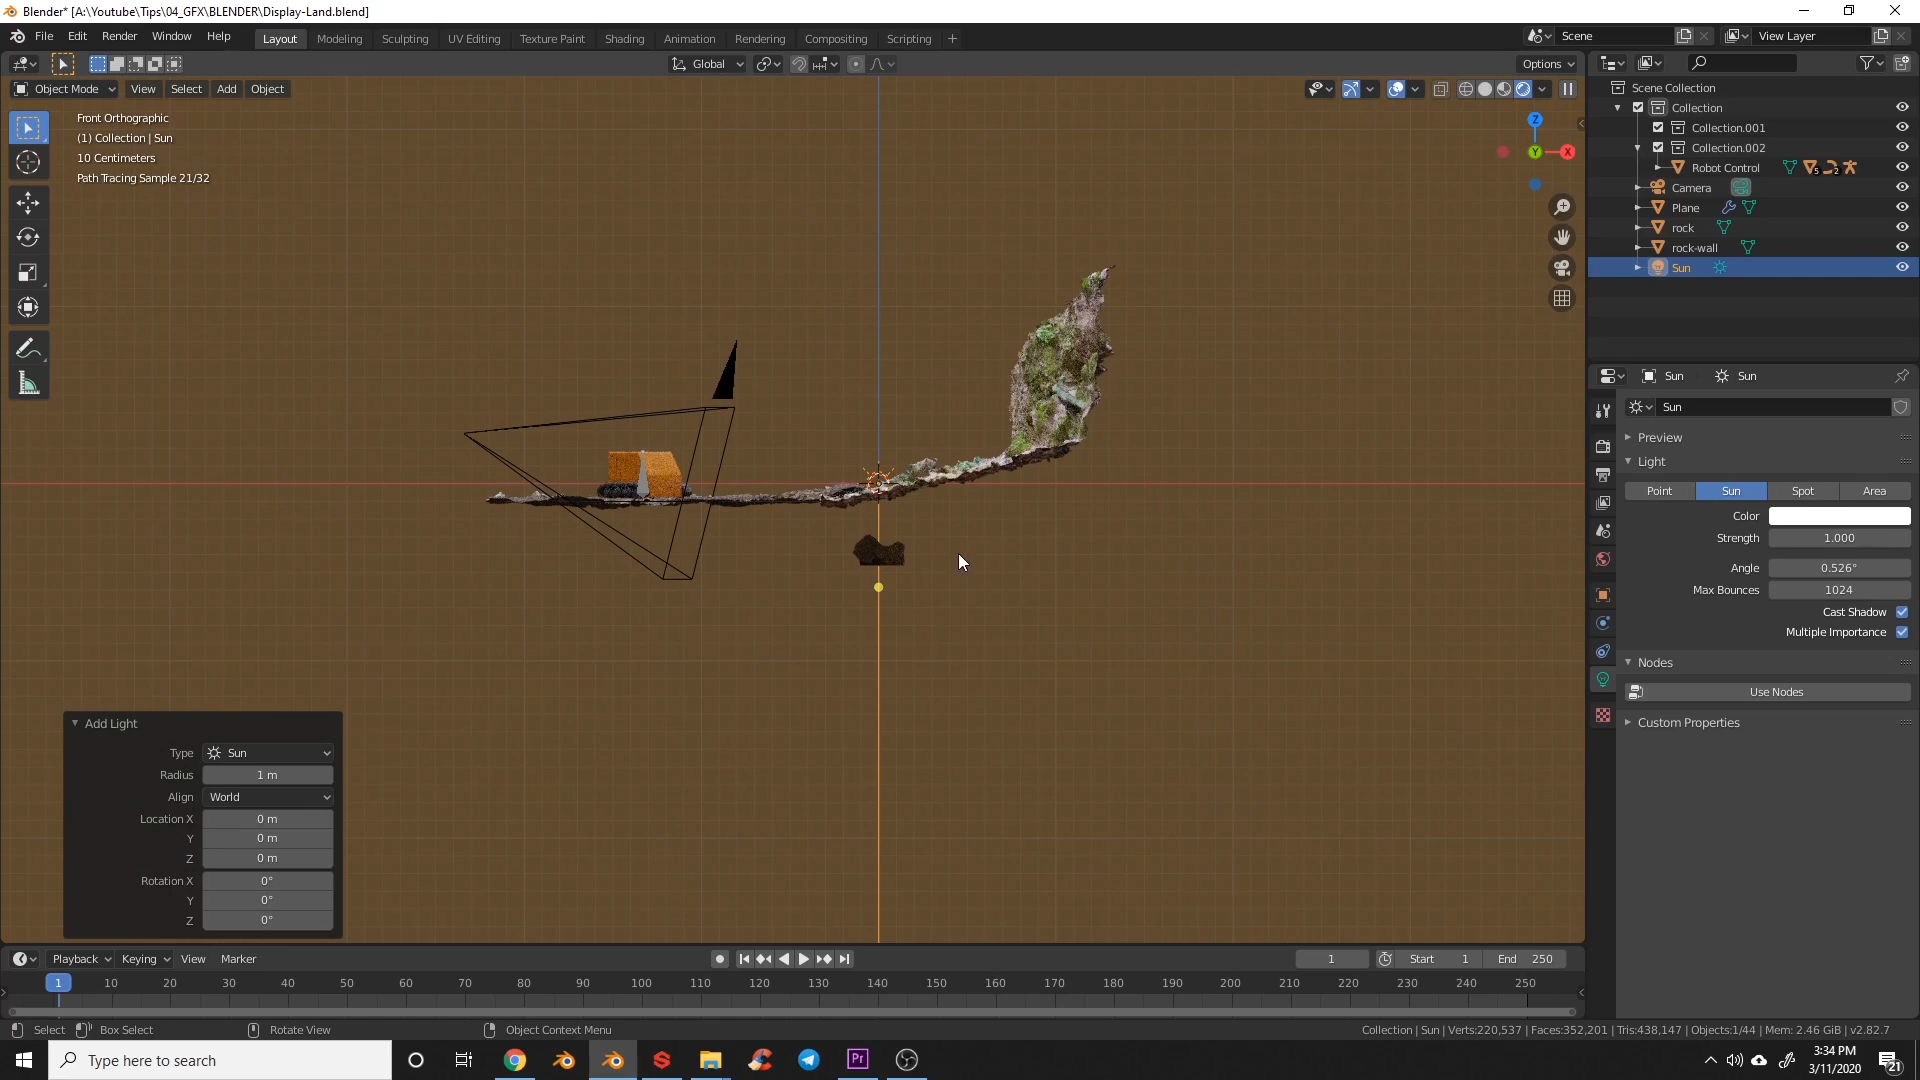 Blender* [A:\Youtube\Tips\04_GFX\BLENDER\Display-Land.blend]
File Edit Render Window Help Layout Modeling Sculpting UV Editing Texture Paint Shading Animation Rendering Compositing Scripting + Scene View Layer
Global Options
Object Mode View Select Add Object
Front Orthographic
(1) Collection | Sun
10 Centimeters
Path Tracing Sample 21/32
Z
Y
X
Scene Collection
Collection
Collection.001
Collection.002
Robot Control 5 2
Camera
Plane
rock
rock-wall
Sun
Sun Sun
Sun
Preview
Light
Point Sun Spot Area
Color
Strength 1.000
Angle 0.526°
Max Bounces 1024
Cast Shadow
Multiple Importance
Nodes
Use Nodes
Custom Properties
Add Light
Type Sun
Radius 1 m
Align World
Location X 0 m
Y 0 m
Z 0 m
Rotation X 0°
Y 0°
Z 0°
Playback Keying View Marker 1 Start 1 End 250
1 10 20 30 40 50 60 70 80 90 100 110 120 130 140 150 160 170 180 190 200 210 220 230 240 250
Select Box Select Rotate View Object Context Menu Collection | Sun | Verts:220,537 | Faces:352,201 | Tris:438,147 | Objects:1/44 | Mem: 2.46 GiB | v2.82.7
Type here to search
Pr
3:34 PM
3/11/2020
21